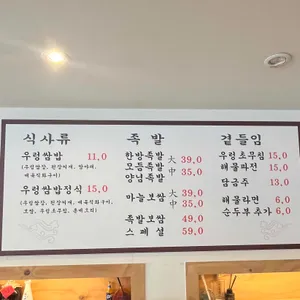 식사류
우렁쌈밥 11,0
우렁쌈밥정식 15,0
족 발
한방족발
모듬족발
양념족발
大 39,0
中 35,0
마늘보쌈
大 39,0
中 35,0
족발보쌈 49,0
스페셜 59,0
곁들임
우렁초무침 15,0
해물파전 15,0
담금주 13,0
해물라면 6,0
순두부추가 6,0